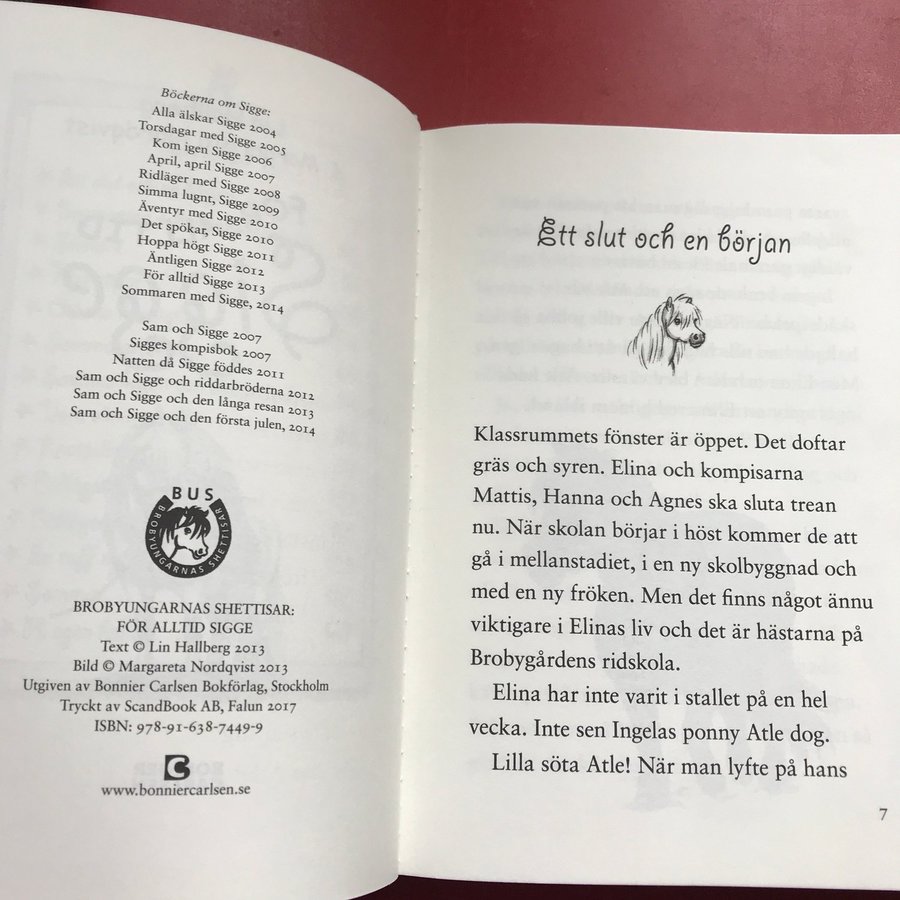 Böckerna om Sigge:
Alla älskar Sigge 2004
Torsdagar med Sigge 2005
Kom igen Sigge 2006
April, april Sigge 2007
Ridläger med Sigge 2008
Simma lugnt, Sigge 2009
Äventyr med Sigge 2010
Det spökar, Sigge 2010
Hoppa högt Sigge 2011
Äntligen Sigge 2012
För alltid Sigge 2013
Sommaren med Sigge, 2014
Sam och Sigge 2007
Sigges kompisbok 2007
Natten då Sigge föddes 2011
Sam och Sigge och riddarbröderna 2012
Sam och Sigge och den långa resan 2013
Sam och Sigge och den första julen, 2014
BUS
BROBYUNGARNAS SHETTISAR
BROBYUNGARNAS SHETTISAR:
FÖR ALLTID SIGGE
Text © Lin Hallberg 2013
Bild © Margareta Nordqvist 2013
Utgiven av Bonnier Carlsen Bokförlag, Stockholm
Tryckt av ScandBook AB, Falun 2017
ISBN: 978-91-638-7449-9
www.bonniercarlsen.se
Ett slut och en början
Klassrummets fönster är öppet. Det doftar
gräs och syren. Elina och kompisarna
Mattis, Hanna och Agnes ska sluta trean
nu. När skolan börjar i höst kommer de att
gå i mellanstadiet, i en ny skolbyggnad och
med en ny fröken. Men det finns något ännu
viktigare i Elinas liv och det är hästarna på
Brobygårdens ridskola.
Elina har inte varit i stallet på en hel
vecka. Inte sen Ingelas ponny Atle dog.
Lilla söta Atle! När man lyfte på hans
7